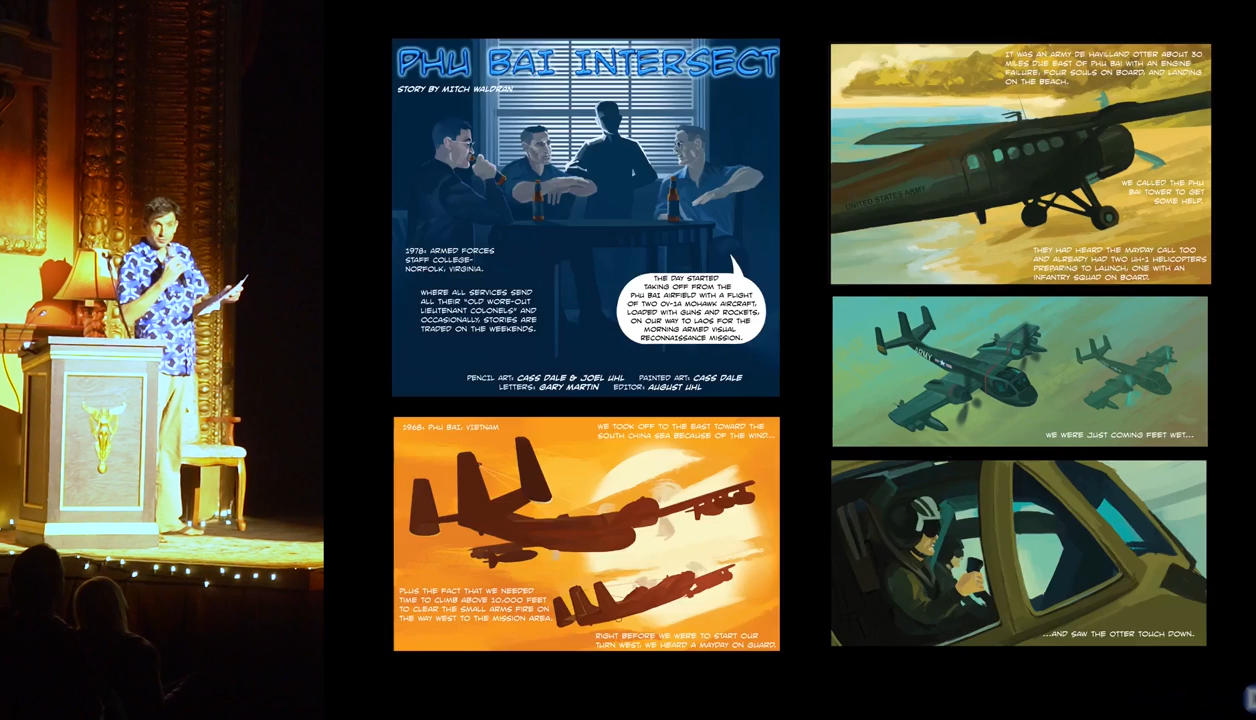 PHU BAI INTERSECT
STORY BY MITCH WALDRAN
1978: ARMED FORCES
STAFF COLLEGE-
NORFOLK, VIRGINIA.
WHERE ALL SERVICES SEND
ALL THEIR "OLD WORE-OUT
LIEUTENANT COLONELS" AND
OCCASIONALLY, STORIES ARE
TRADED ON THE WEEKENDS.
THE DAY STARTED
TAKING OFF FROM THE
PHU BAI AIRFIELD WITH A FLIGHT
OF TWO OV-1A MOHAWK AIRCRAFT,
LOADED WITH GUNS AND ROCKETS,
ON OUR WAY TO LAOS FOR THE
MORNING ARMED VISUAL
RECONNAISSANCE MISSION.
PENCIL ART: CASS DALE & JOEL UHL PAINTED ART: CASS DALE
LETTERS: GARY MARTIN EDITOR: AUGUST UHL
1968: PHU BAI, VIETNAM
WE TOOK OFF TO THE EAST TOWARD THE
SOUTH CHINA SEA BECAUSE OF THE WIND...
PLUS THE FACT THAT WE NEEDED
TIME TO CLIMB ABOVE 10,000 FEET
TO CLEAR THE SMALL ARMS FIRE ON
THE WAY WEST TO THE MISSION AREA.
RIGHT BEFORE WE WERE TO START OUR
TURN WEST, WE HEARD A MAYDAY ON GUARD.
IT WAS AN ARMY DE HAVILLAND OTTER ABOUT 30
MILES DUE EAST OF PHU BAI WITH AN ENGINE
FAILURE, FOUR SOULS ON BOARD, AND LANDING
ON THE BEACH.
UNITED STATES ARMY
WE CALLED THE PHU
BAI TOWER TO GET
SOME HELP.
THEY HAD HEARD THE MAYDAY CALL TOO
AND ALREADY HAD TWO UH-1 HELICOPTERS
PREPARING TO LAUNCH, ONE WITH AN
INFANTRY SQUAD ON BOARD.
ARMY
WE WERE JUST COMING FEET WET...
...AND SAW THE OTTER TOUCH DOWN.